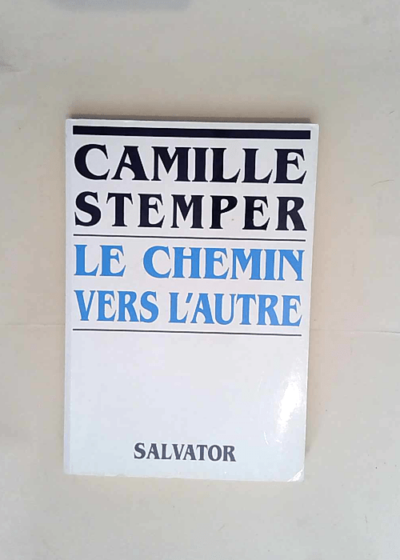 CAMILLE
STEMPER
LE CHEMIN
VERS L'AUTRE
SALVATOR